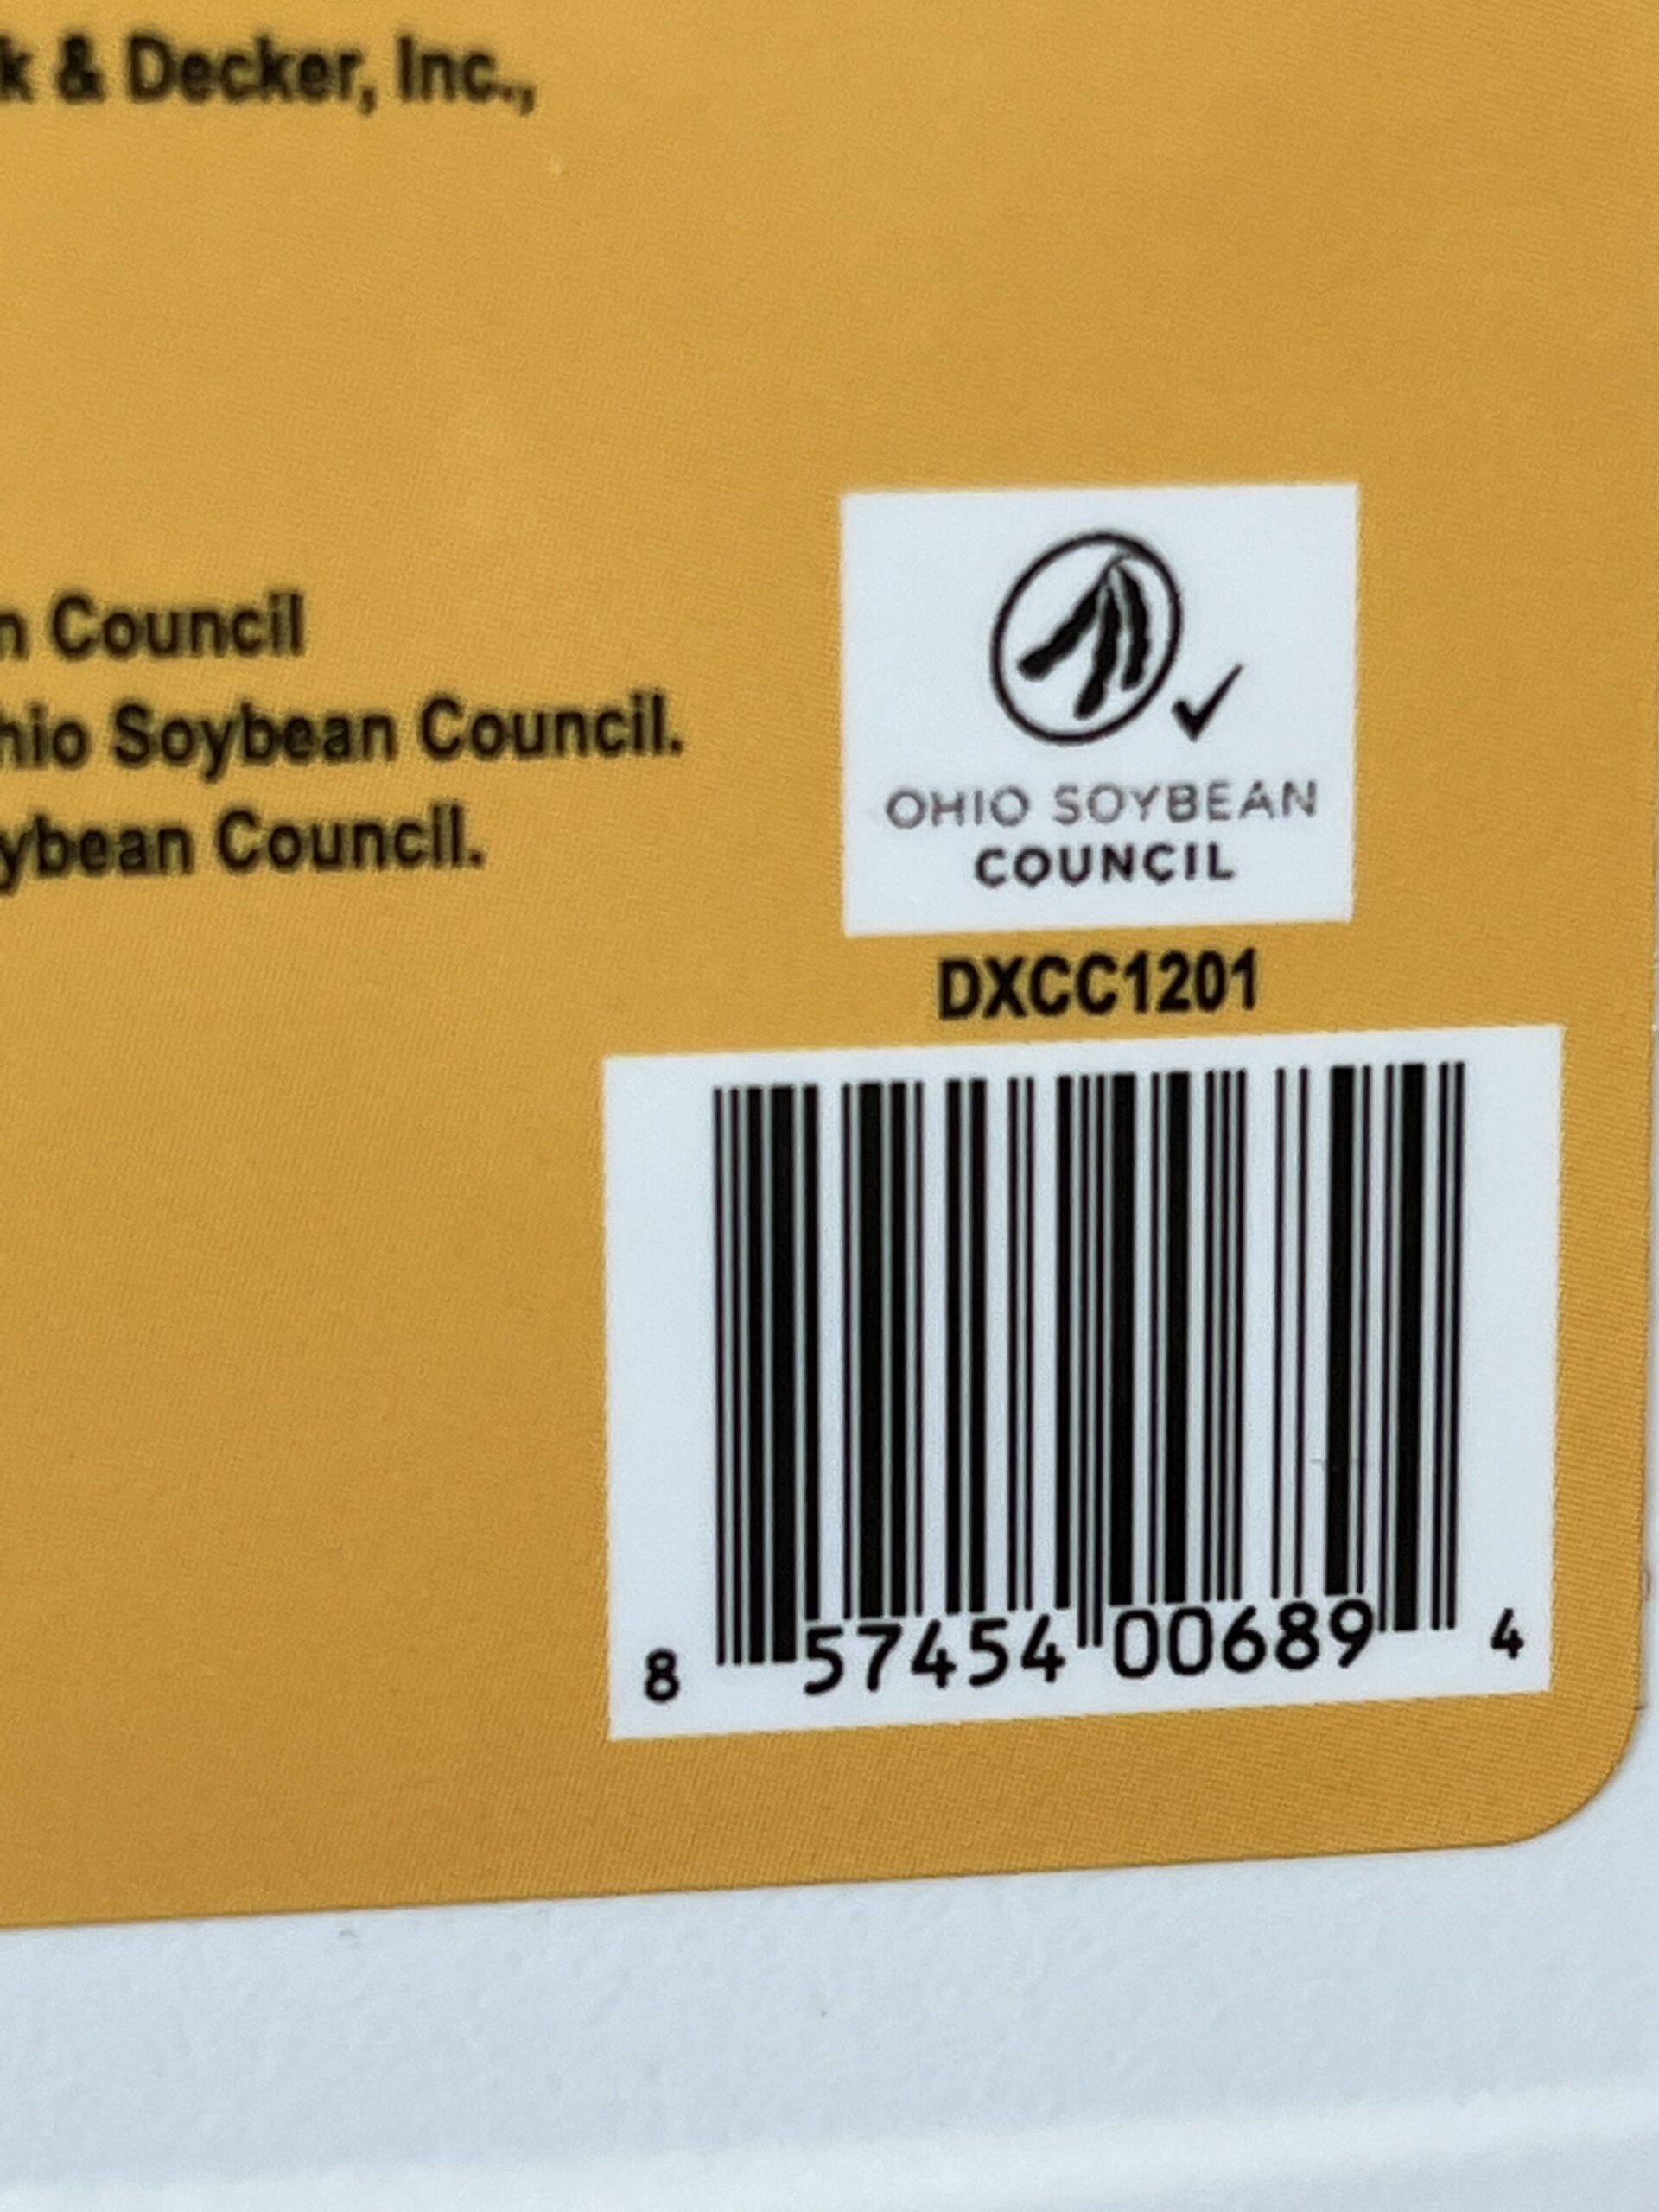 k & Decker, Inc.,
n Council
hio Soybean Council.
ybean Council.
OHIO SOYBEAN
COUNCIL
DXCC1201
8 57454 00689 4